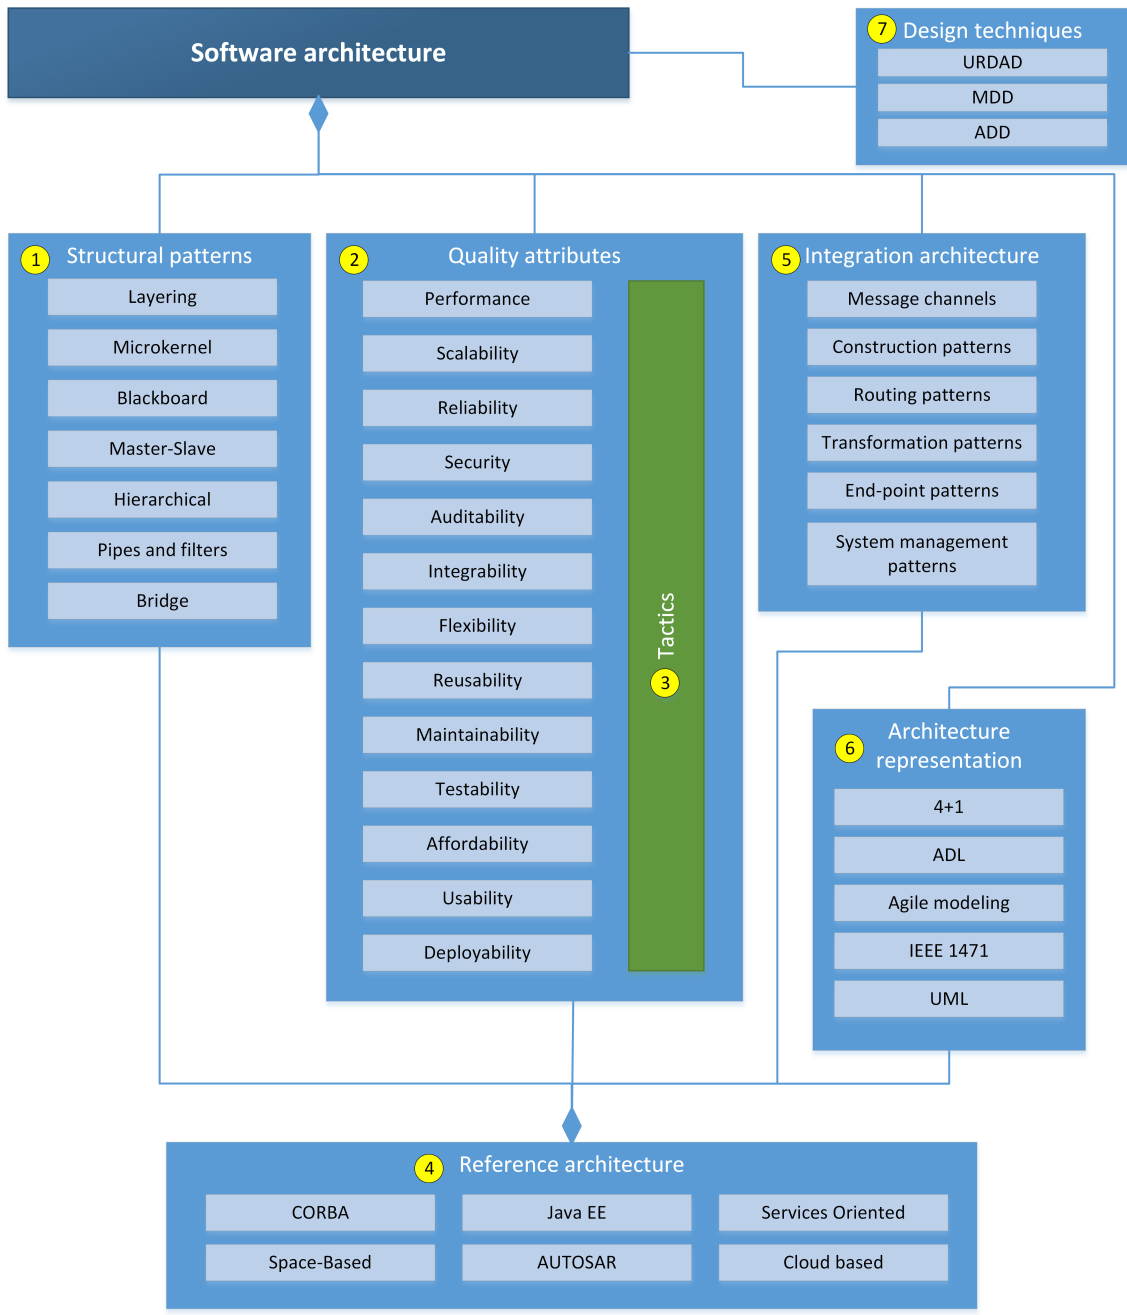 Software architecture
7 Design techniques
URDAD
MDD
ADD
1 Structural patterns
Layering
Microkernel
Blackboard
Master-Slave
Hierarchical
Pipes and filters
Bridge
2 Quality attributes
Performance
Scalability
Reliability
Security
Auditability
Integrability
Flexibility
Reusability
Maintainability
Testability
Affordability
Usability
Deployability
Tactics
3
5 Integration architecture
Message channels
Construction patterns
Routing patterns
Transformation patterns
End-point patterns
System management
patterns
6
Architecture
representation
4+1
ADL
Agile modeling
IEEE 1471
UML
4 Reference architecture
CORBA
Java EE
Services Oriented
Space-Based
AUTOSAR
Cloud based